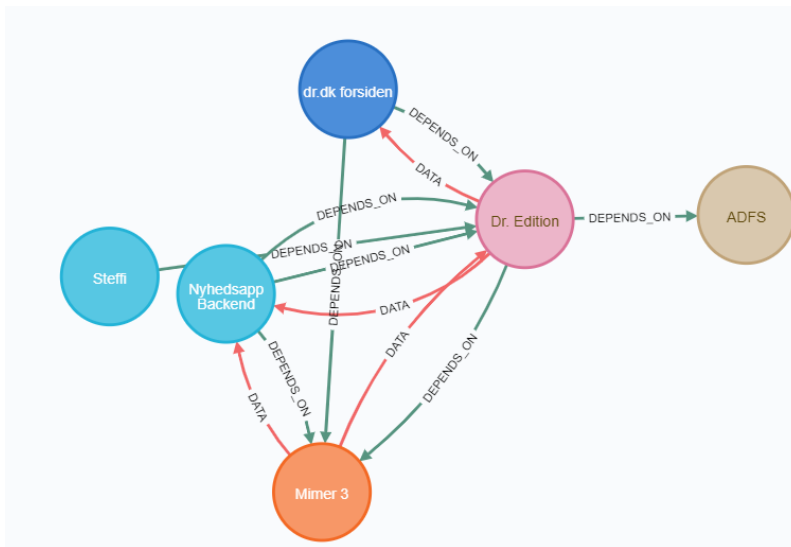 dr.dk forsiden
DEPENDS_ON
DATA
DEPENDS_ON
Dr. Edition
DEPENDS_ON
ADFS
DEPENDS_ON
DEPENDS_ON
DEPENDS_ON
Steffi
Nyhedsapp
Backend
DATA
DATA
DEPENDS_ON
DEPENDS_ON
DATA
Mimer 3